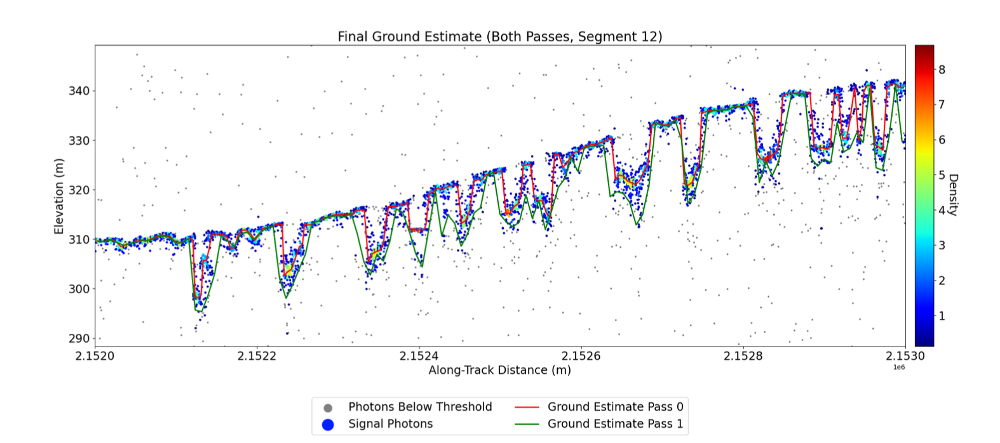 Final Ground Estimate (Both Passes, Segment 12)
Elevation (m)
340
330
320
310
300
290
2.1520
2.1522
2.1524
2.1526
2.1528
2.1530
1e6
Along-Track Distance (m)
8
7
6
5
4
3
2
1
Density
Photons Below Threshold
Signal Photons
Ground Estimate Pass 0
Ground Estimate Pass 1